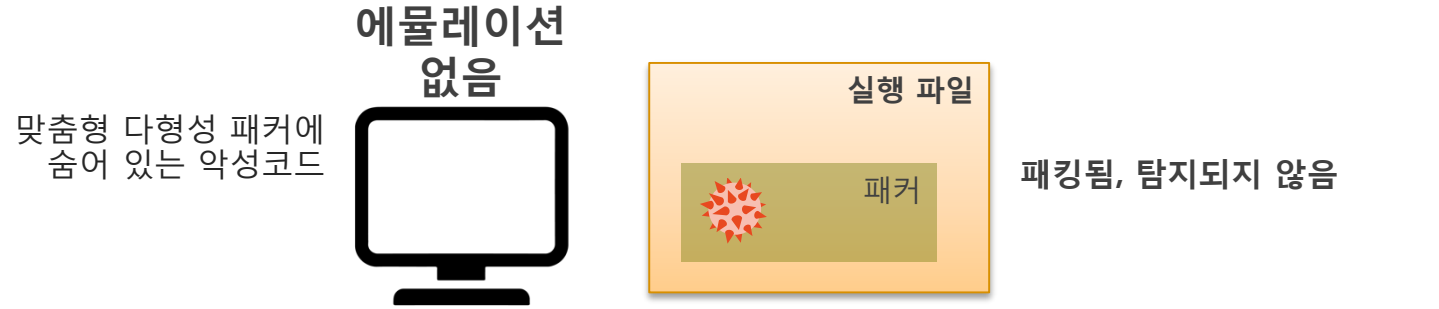 에뮬레이션
없음
맞춤형 다형성 패커에
숨어 있는 악성코드
실행 파일
패커
패킹됨, 탐지되지 않음